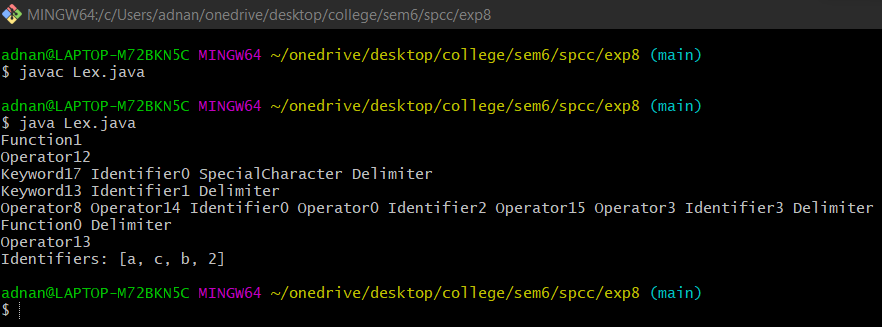 MINGW64:/c/Users/adnan/onedrive/desktop/college/sem6/spcc/exp8
adnan@LAPTOP-M72BKN5C MINGW64 ~/onedrive/desktop/college/sem6/spcc/exp8 (main)
$ javac Lex.java
adnan@LAPTOP-M72BKN5C MINGW64 ~/onedrive/desktop/college/sem6/spcc/exp8 (main)
$ java Lex.java
Function1
Operator12
Keyword17 Identifier0 SpecialCharacter Delimiter
Keyword13 Identifier1 Delimiter
Operator8 Operator14 Identifier0 Operator0 Identifier2 Operator15 Operator3 Identifier3 Delimiter
Function0 Delimiter
Operator13
Identifiers: [a, c, b, 2]
adnan@LAPTOP-M72BKN5C MINGW64 ~/onedrive/desktop/college/sem6/spcc/exp8 (main)
$